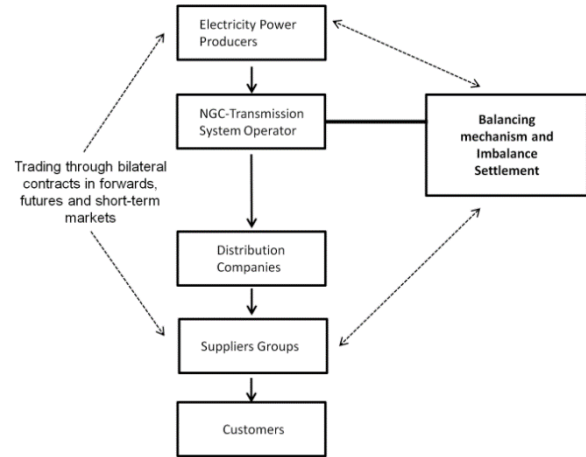 Electricity Power
Producers
NGC-Transmission
System Operator
Balancing
mechanism and
Imbalance
Settlement
Trading through bilateral
contracts in forwards,
futures and short-term
markets
Distribution
Companies
Suppliers Groups
Customers